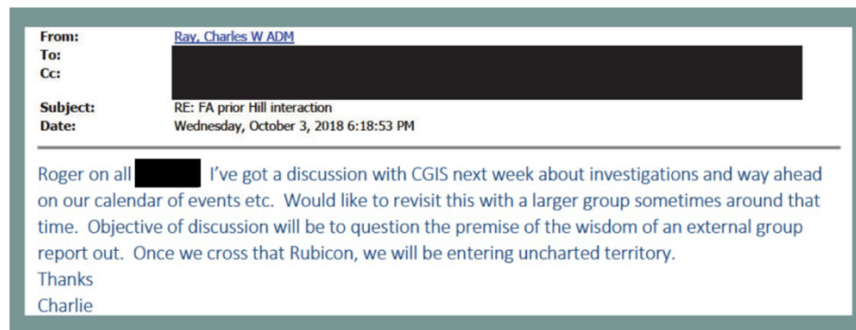 From: Ray, Charles W ADM
To:
Cc:
Subject: RE: FA prior Hill interaction
Date: Wednesday, October 3, 2018 6:18:53 PM
Roger on all I've got a discussion with CGIS next week about investigations and way ahead
on our calendar of events etc. Would like to revisit this with a larger group sometimes around that
time. Objective of discussion will be to question the premise of the wisdom of an external group
report out. Once we cross that Rubicon, we will be entering uncharted territory.
Thanks
Charlie